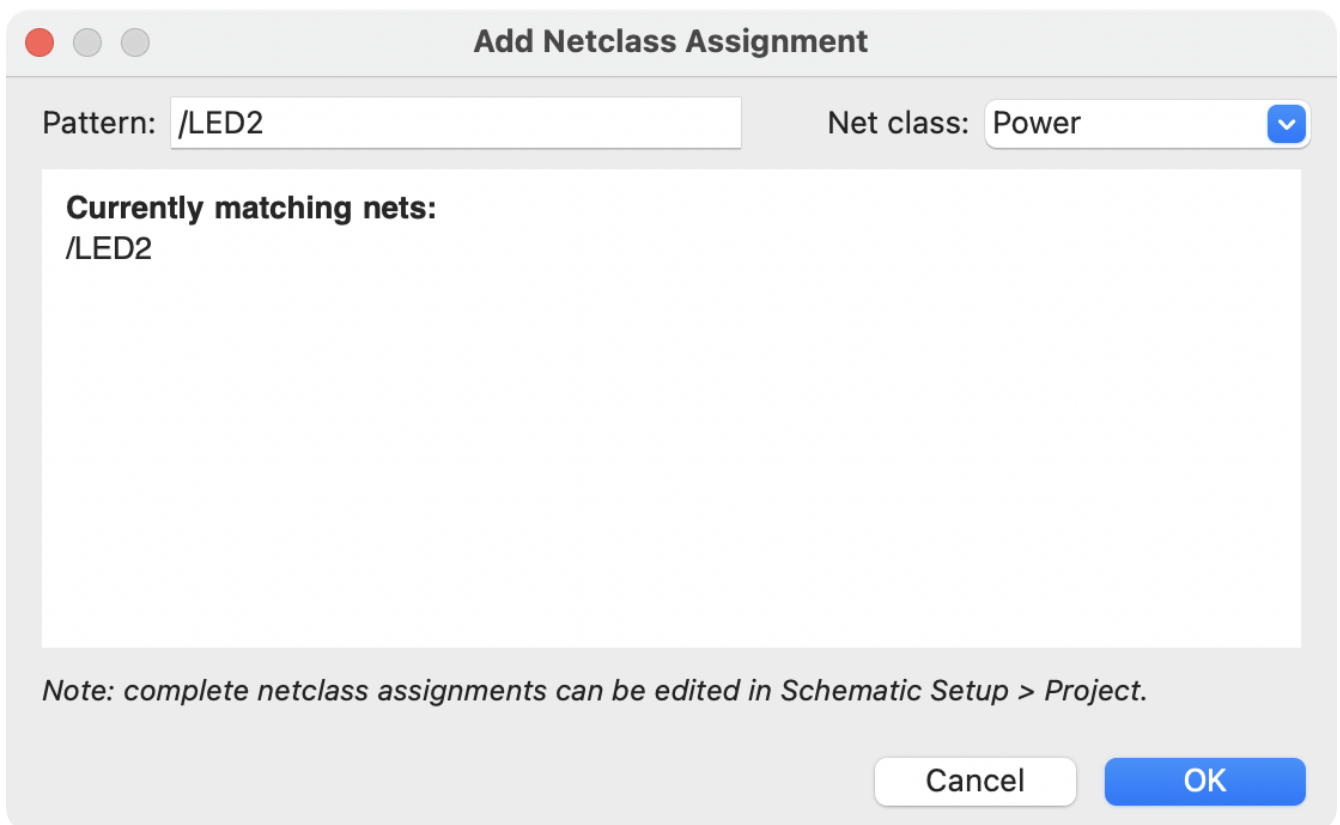 Add Netclass Assignment
Pattern: /LED2 Net class: Power
Currently matching nets:
/LED2
Note: complete netclass assignments can be edited in Schematic Setup > Project.
Cancel OK